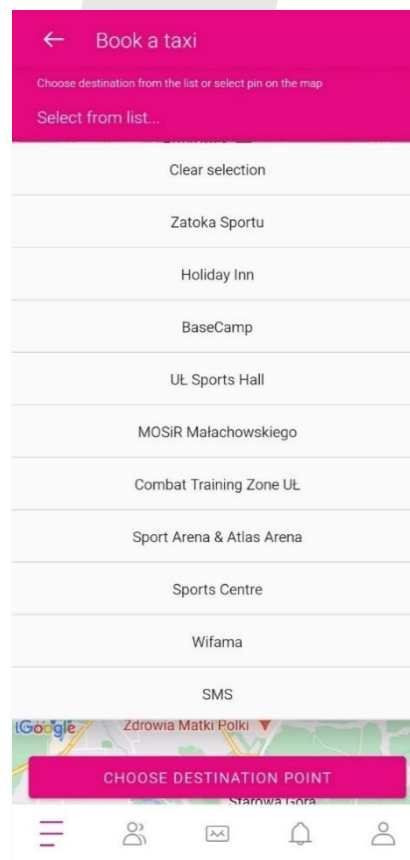 Book a taxi
Choose destination from the list or select pin on the map
Select from list...
Clear selection
Zatoka Sportu
Holiday Inn
BaseCamp
UŁ Sports Hall
MOSiR Małachowskiego
Combat Training Zone UŁ
Sport Arena & Atlas Arena
Sports Centre
Wifama
SMS
Google
Zdrowia Matki Polki
CHOOSE DESTINATION POINT
Starowa Góra